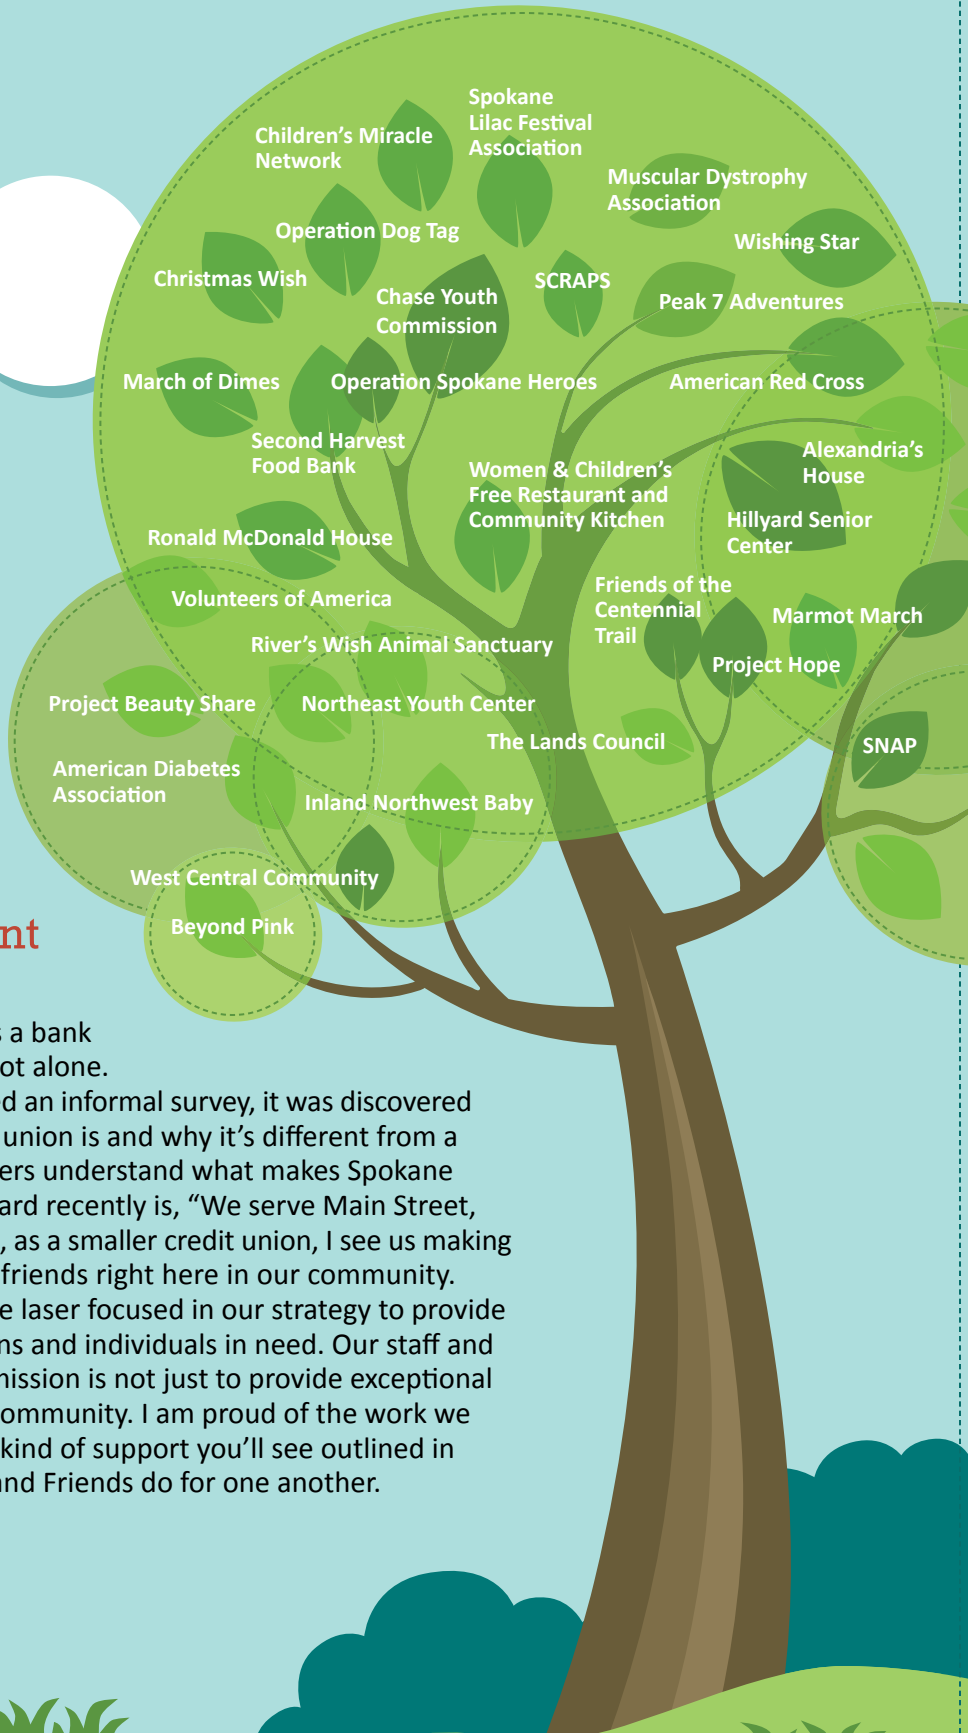 Spokane
Lilac Festival
Association
Children's Miracle
Network
Muscular Dystrophy
Association
Operation Dog Tag
Wishing Star
Christmas Wish
SCRAPS
Chase Youth
Commission
Peak 7 Adventures
March of Dimes
Operation Spokane Heroes
American Red Cross
Second Harvest
Food Bank
Women & Children's
Free Restaurant and
Community Kitchen
Alexandria's
House
Hillyard Senior
Center
Ronald McDonald House
Friends of the
Centennial
Trail
Volunteers of America
Marmot March
River's Wish Animal Sanctuary
Project Hope
Project Beauty Share
Northeast Youth Center
The Lands Council
SNAP
American Diabetes
Association
Inland Northwest Baby
West Central Community
Beyond Pink
nt
s a bank
ot alone.
d an informal survey, it was discovered
union is and why it's different from a
ers understand what makes Spokane
ard recently is, “We serve Main Street,
, as a smaller credit union, I see us making
friends right here in our community.
e laser focused in our strategy to provide
ns and individuals in need. Our staff and
mission is not just to provide exceptional
ommunity. I am proud of the work we
kind of support you'll see outlined in
and Friends do for one another.